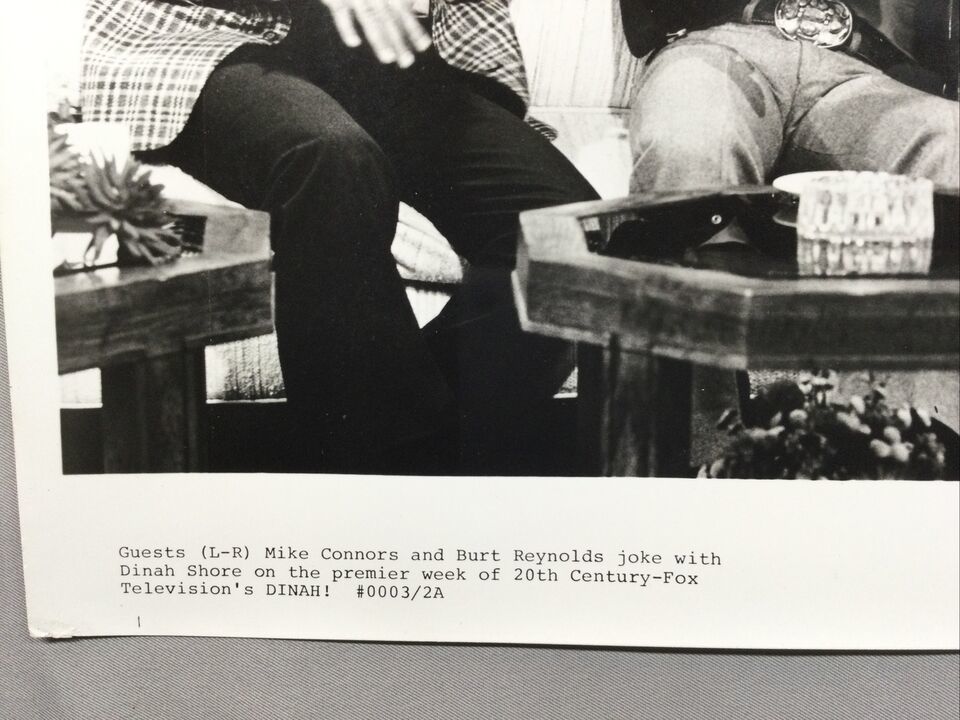 Guests (L-R) Mike Connors and Burt Reynolds joke with
Dinah Shore on the premier week of 20th Century-Fox
Television's DINAH!  #0003/2A